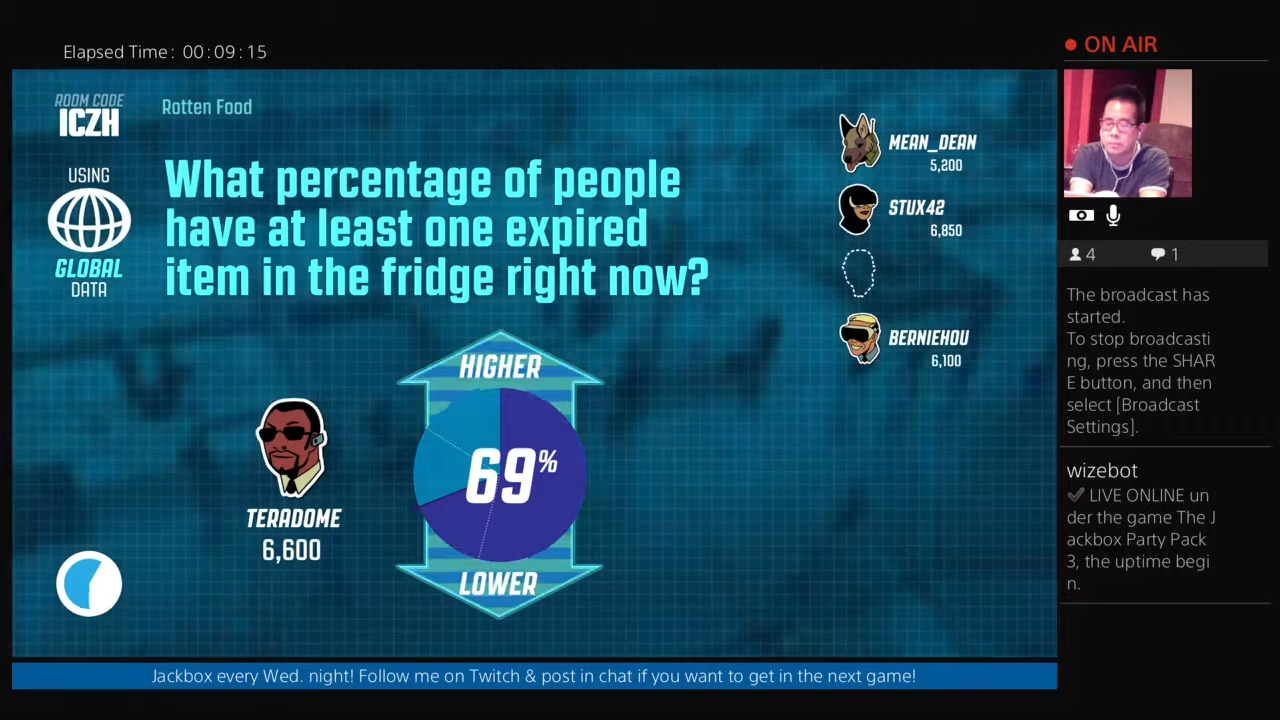 Elapsed Time: 00:09:15
ON AIR
ROOM CODE
ICZH
Rotten Food
USING
GLOBAL
DATA
What percentage of people
have at least one expired
item in the fridge right now?
MEAN_DEAN
5,200
STUX42
6,850
BERNIEHOU
6,100
HIGHER
69%
LOWER
TERADOME
6,600
4
1
The broadcast has
started.
To stop broadcasti
ng, press the SHAR
E button, and then
select [Broadcast
Settings].
wizebot
✔ LIVE ONLINE un
der the game The J
ackbox Party Pack
3, the uptime begi
n.
Jackbox every Wed. night! Follow me on Twitch & post in chat if you want to get in the next game!